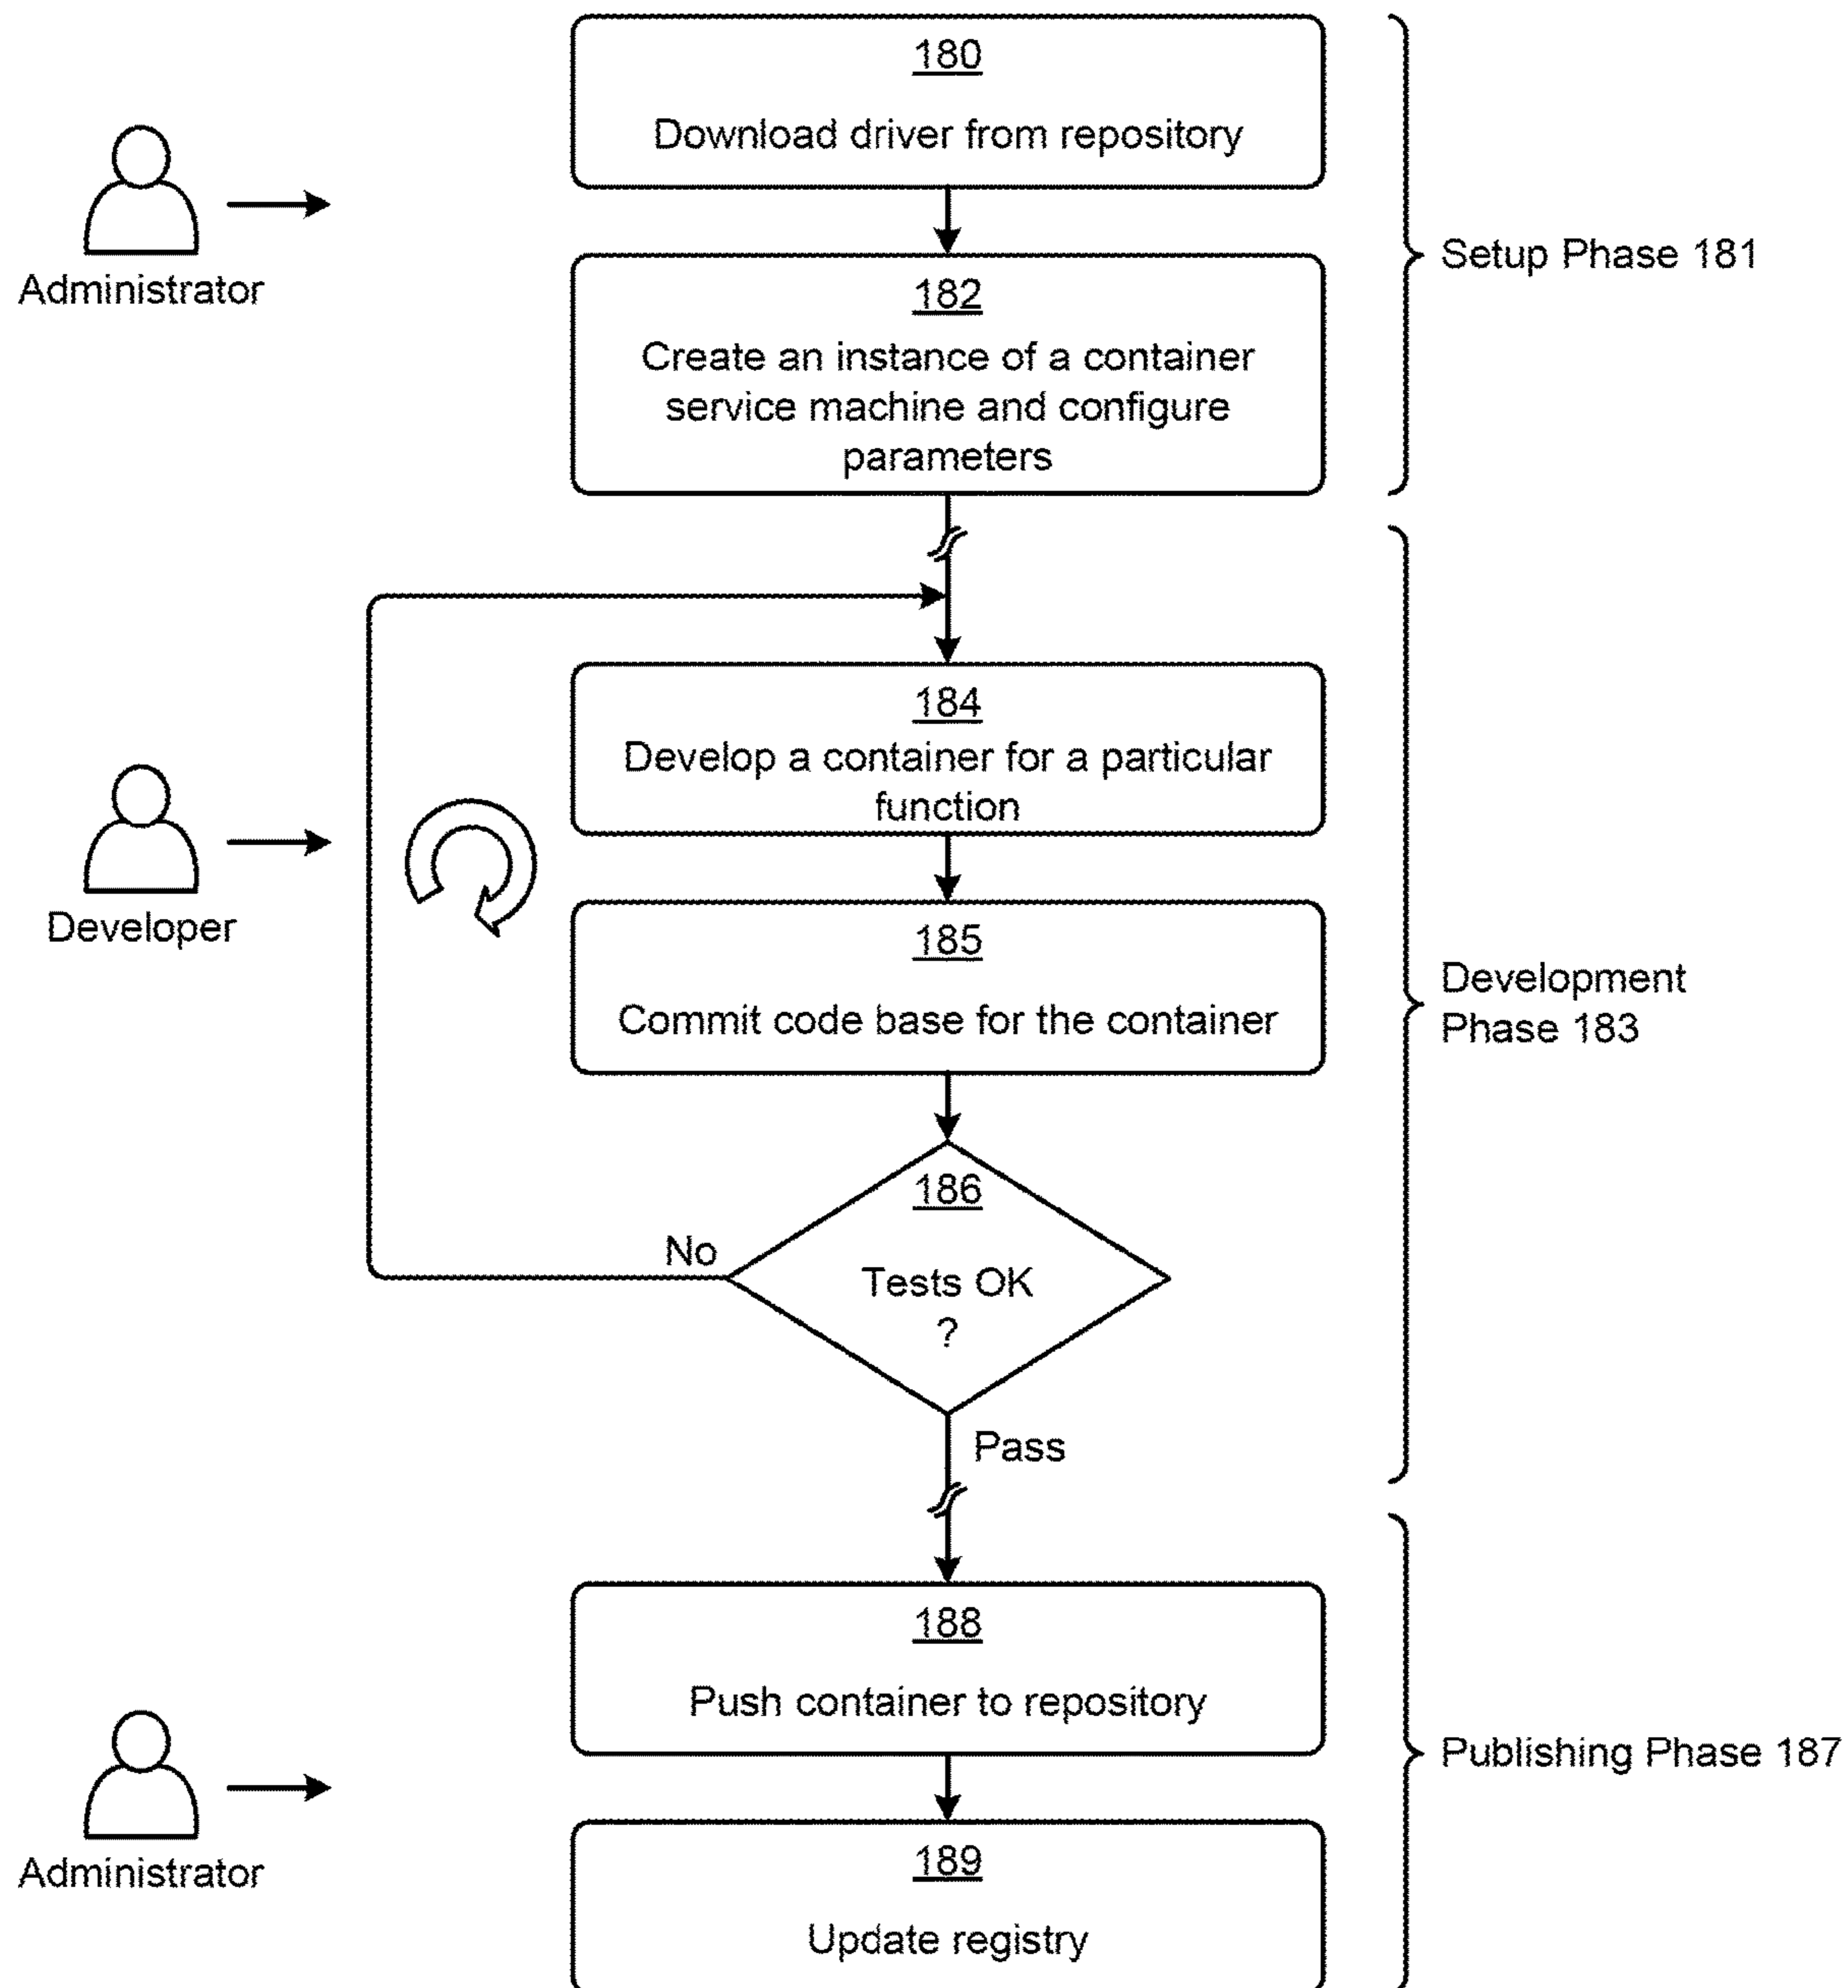 180
Download driver from repository
Administrator
Setup Phase 181
182
Create an instance of a container
service machine and configure
parameters
184
Develop a container for a particular
function
Developer
185
Commit code base for the container
Development
Phase 183
186
No
Tests OK
?
Pass
188
Push container to repository
Publishing Phase 187
Administrator
189
Update registry